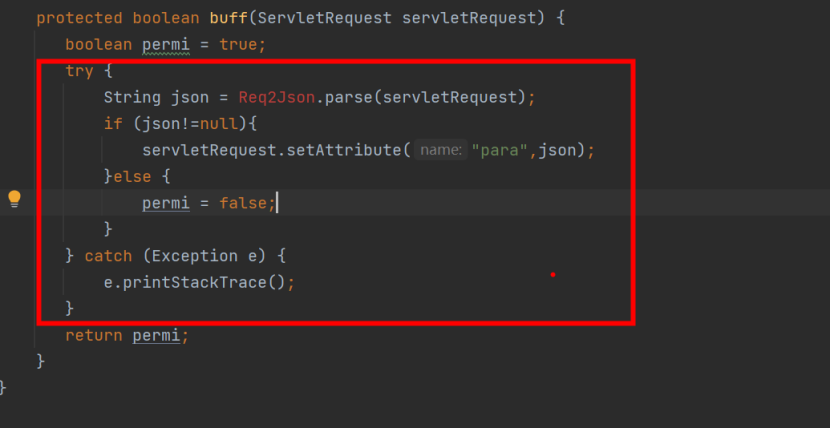 protected boolean buff(ServletRequest servletRequest) {
boolean permi = true;
try {
String json = Req2Json.parse(servletRequest);
if (json!=null){
servletRequest.setAttribute( name: "para",json);
}else {
permi = false;
}
} catch (Exception e) {
e.printStackTrace();
}
return permi;
}
}